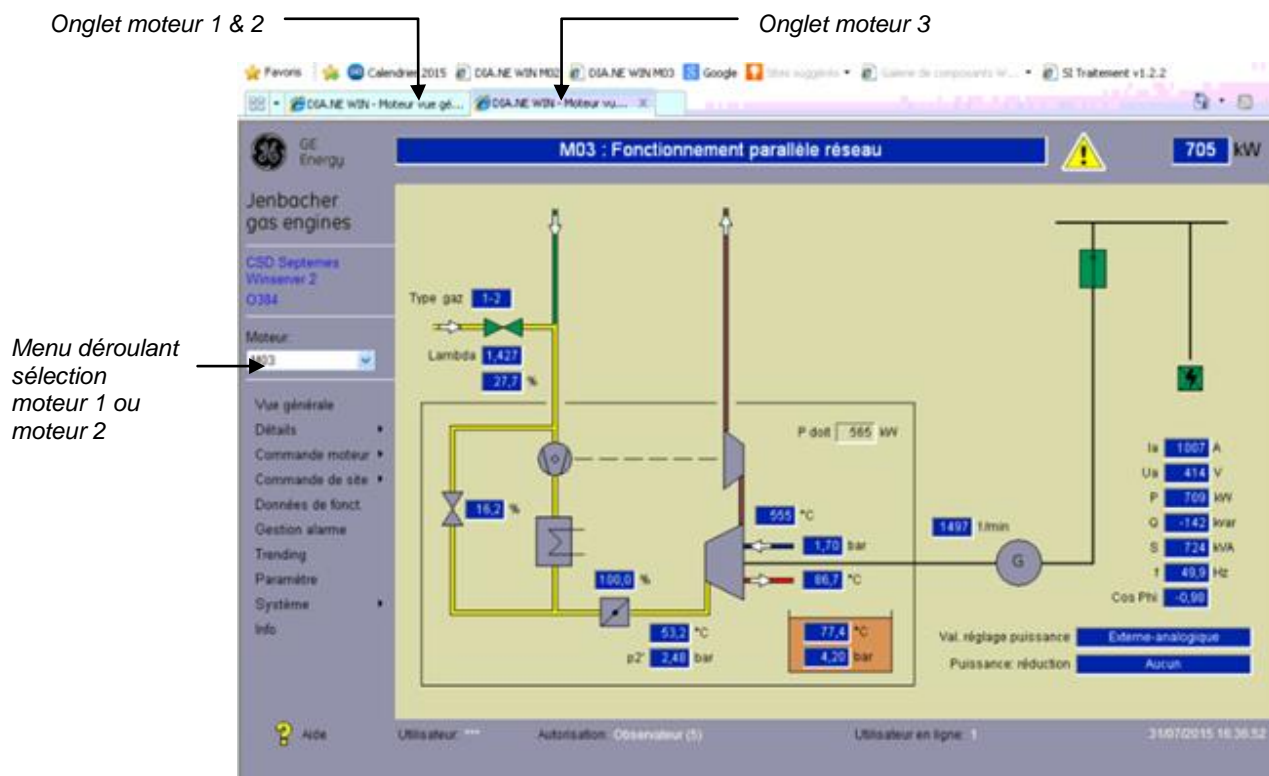 Onglet moteur 1 & 2
Onglet moteur 3
Favoris
Calendrier 2015
DIA.NE WIN M02
DIA.NE WIN M03
Google
Sites suggérés
Galerie de composants W...
SI Traitement v1.2.2
DIA.NE WIN - Moteur vue gé...
DIA.NE WIN - Moteur vu...
GE
Energy
M03 : Fonctionnement parallèle réseau
705 kW
Jenbacher
gas engines
CSD Septemes
Winserver 2
O384
Moteur:
M03
Menu déroulant
sélection
moteur 1 ou
moteur 2
Vue générale
Détails
Commande moteur
Commande de site
Données de fonct.
Gestion alarme
Trending
Paramètre
Système
Info
Type gaz 1-2
Lambda 1,427
27,7 %
P doit 565 kW
16,2 %
555 °C
1,70 bar
86,7 °C
100,0 %
53,2 °C
p2' 2,48 bar
77,4 °C
4,20 bar
1497 1/min
G
Ia 1007 A
Ua 414 V
P 709 kW
Q -142 kvar
S 724 kVA
f 49,9 Hz
Cos Phi -0,98
Val. réglage puissance Externe-analogique
Puissance: réduction Aucun
Aide
Utilisateur: ***
Autorisation: Observateur (5)
Utilisateur en ligne: 1
31/07/2015 16:36:52